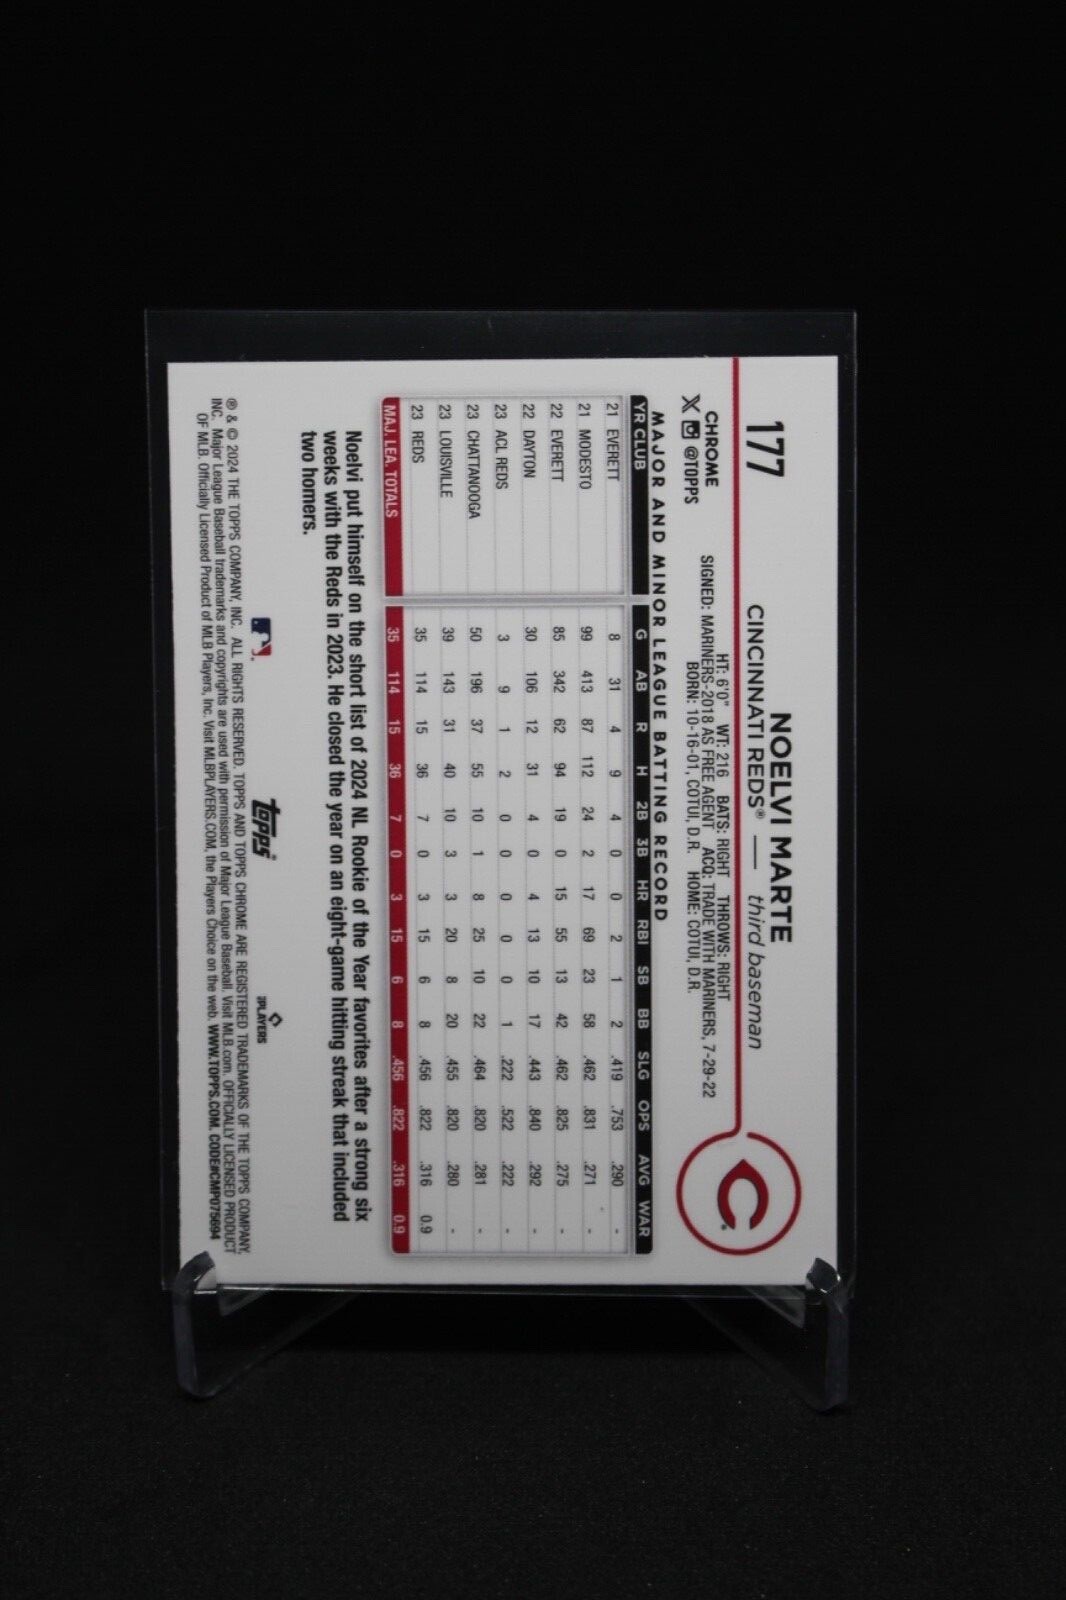 177
NOELVI MARTE
CINCINNATI REDS® — third baseman
CHROME
@TOPPS
HT: 6'0" WT: 216 BATS: RIGHT THROWS: RIGHT
SIGNED: MARINERS-2018 AS FREE AGENT ACQ: TRADE WITH MARINERS, 7-29-22
BORN: 10-16-01, COTUI, D.R. HOME: COTUI, D.R.
C
MAJOR AND MINOR LEAGUE BATTING RECORD
YR CLUB G AB R H 2B 3B HR RBI SB BB SLG OPS AVG WAR
21 EVERETT 8 31 4 9 4 0 0 2 1 2 .419 .753 .290 -
21 MODESTO 99 413 87 112 24 2 17 69 23 58 .462 .831 .271 -
22 EVERETT 85 342 62 94 19 0 15 55 13 42 .462 .825 .275 -
22 DAYTON 30 106 12 31 4 0 4 13 10 17 .443 .840 .292 -
23 ACL REDS 3 9 1 2 0 0 0 0 0 1 .222 .522 .222 -
23 CHATTANOOGA 50 196 37 55 10 1 8 25 10 22 .464 .820 .281 -
23 LOUISVILLE 39 143 31 40 10 3 3 20 8 20 .455 .820 .280 -
23 REDS 35 114 15 36 7 0 3 15 6 8 .456 .822 .316 0.9
MAJ. LEA. TOTALS 35 114 15 36 7 0 3 15 6 8 .456 .822 .316 0.9
Noelvi put himself on the short list of 2024 NL Rookie of the Year favorites after a strong six
weeks with the Reds in 2023. He closed the year on an eight-game hitting streak that included
two homers.
topps®
PLAYERS
® & © 2024 THE TOPPS COMPANY, INC. ALL RIGHTS RESERVED. TOPPS AND TOPPS CHROME ARE REGISTERED TRADEMARKS OF THE TOPPS COMPANY,
INC. Major League Baseball trademarks and copyrights are used with permission of Major League Baseball. Visit MLB.com. OFFICIALLY LICENSED PRODUCT
OF MLB. Officially Licensed Product of MLB Players, Inc. Visit MLBPLAYERS.COM, the Players Choice on the web. WWW.TOPPS.COM. CODE#CMP075694